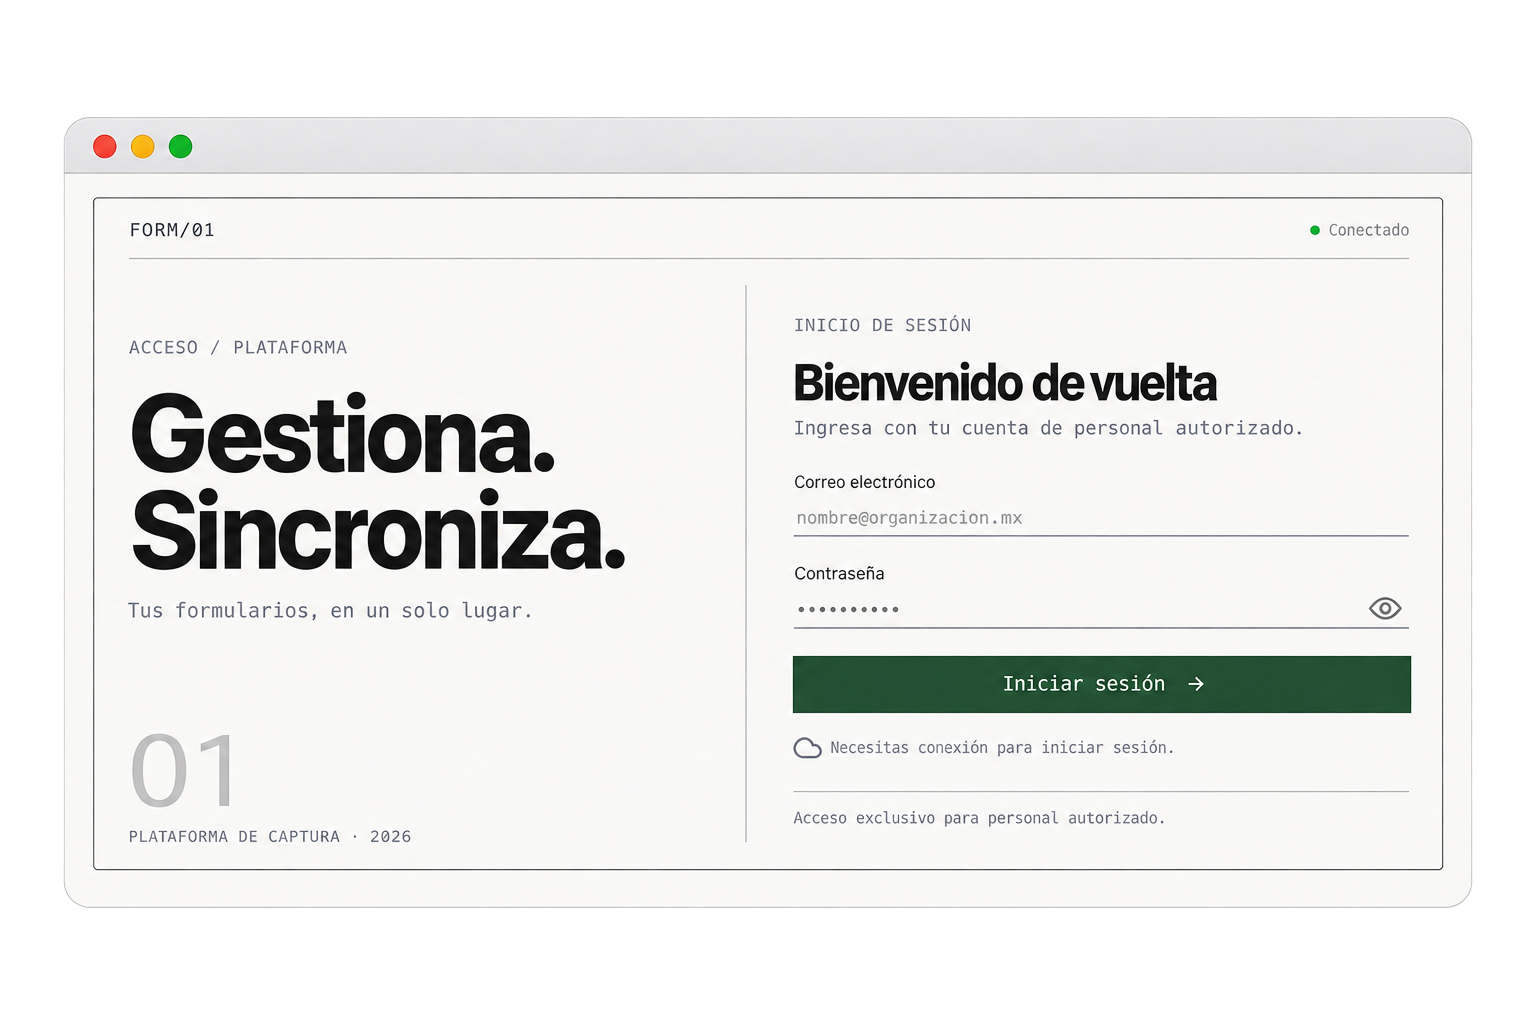 FORM/01
Conectado
ACCESO / PLATAFORMA
Gestiona.
Sincroniza.
Tus formularios, en un solo lugar.
01
PLATAFORMA DE CAPTURA · 2026
INICIO DE SESIÓN
Bienvenido de vuelta
Ingresa con tu cuenta de personal autorizado.
Correo electrónico
nombre@organizacion.mx
Contraseña
••••••••••
Iniciar sesión →
Necesitas conexión para iniciar sesión.
Acceso exclusivo para personal autorizado.